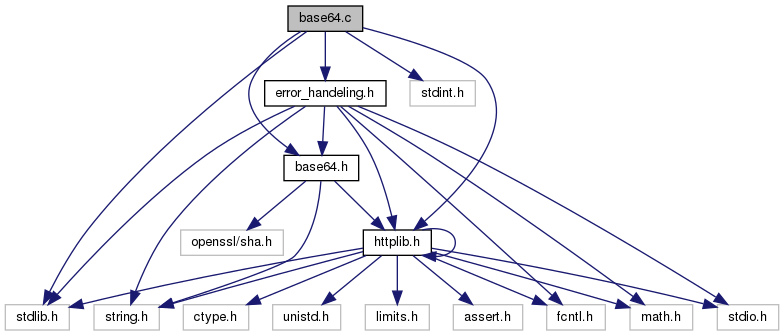 base64.c
error_handeling.h
stdint.h
base64.h
openssl/sha.h
httplib.h
stdlib.h
string.h
ctype.h
unistd.h
limits.h
assert.h
fcntl.h
math.h
stdio.h